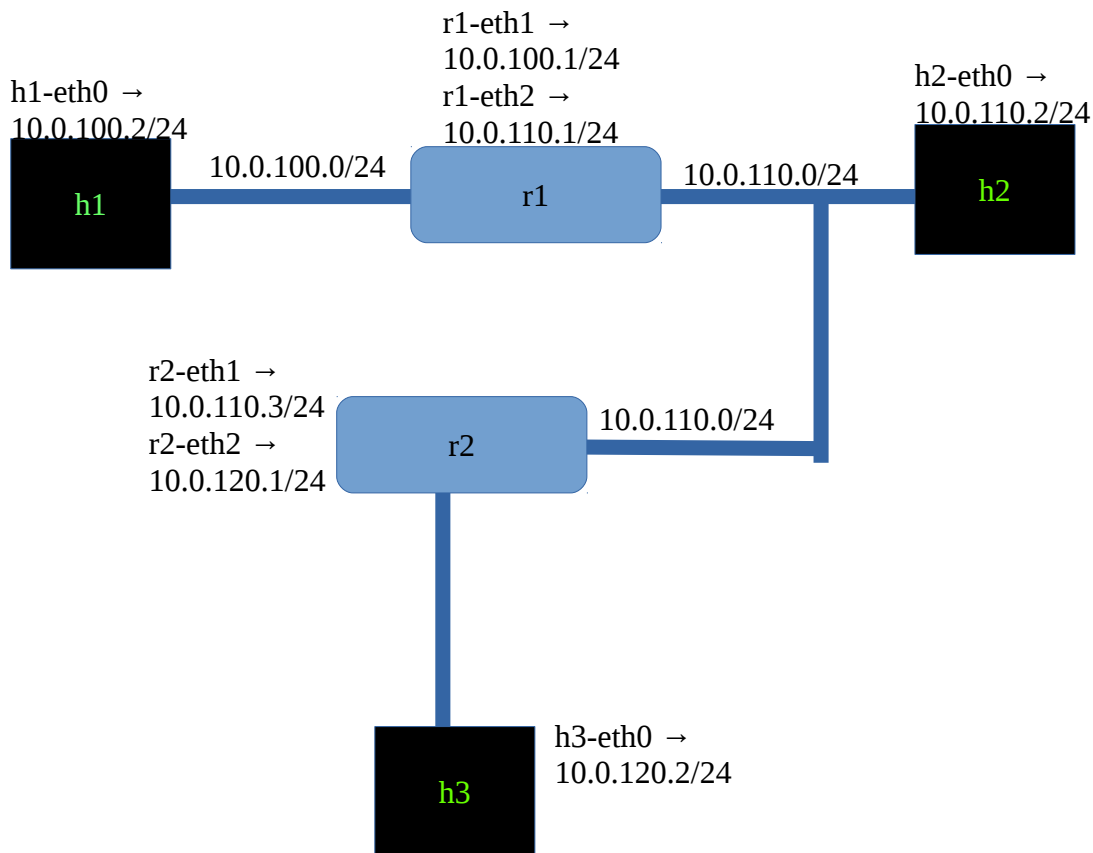 r1-eth1 →
10.0.100.1/24
r1-eth2 →
10.0.110.1/24
h1-eth0 →
10.0.100.2/24
h2-eth0 →
10.0.110.2/24
10.0.100.0/24
10.0.110.0/24
h1
r1
h2
r2-eth1 →
10.0.110.3/24
r2-eth2 →
10.0.120.1/24
r2
10.0.110.0/24
h3-eth0 →
10.0.120.2/24
h3